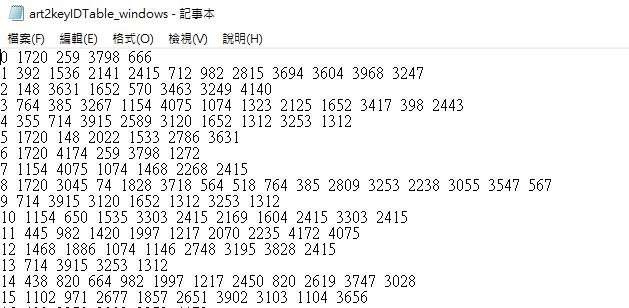 art2keyIDTable_windows - 記事本
檔案(F) 編輯(E) 格式(O) 檢視(V) 說明(H)
0 1720 259 3798 666
1 392 1536 2141 2415 712 982 2815 3694 3604 3968 3247
2 148 3631 1652 570 3463 3249 4140
3 764 385 3267 1154 4075 1074 1323 2125 1652 3417 398 2443
4 355 714 3915 2589 3120 1652 1312 3253 1312
5 1720 148 2022 1533 2786 3631
6 1720 4174 259 3798 1272
7 1154 4075 1074 1468 2268 2415
8 1720 3045 74 1828 3718 564 518 764 385 2809 3253 2238 3055 3547 567
9 714 3915 3120 1652 1312 3253 1312
10 1154 650 1535 3303 2415 2169 1604 2415 3303 2415
11 445 982 1420 1997 1217 2070 2235 4172 4075
12 1468 1886 1074 1146 2748 3195 3828 2415
13 714 3915 3253 1312
14 438 820 664 982 1997 1217 2450 820 2619 3747 3028
15 1102 971 2677 1857 2651 3902 3103 1104 3656